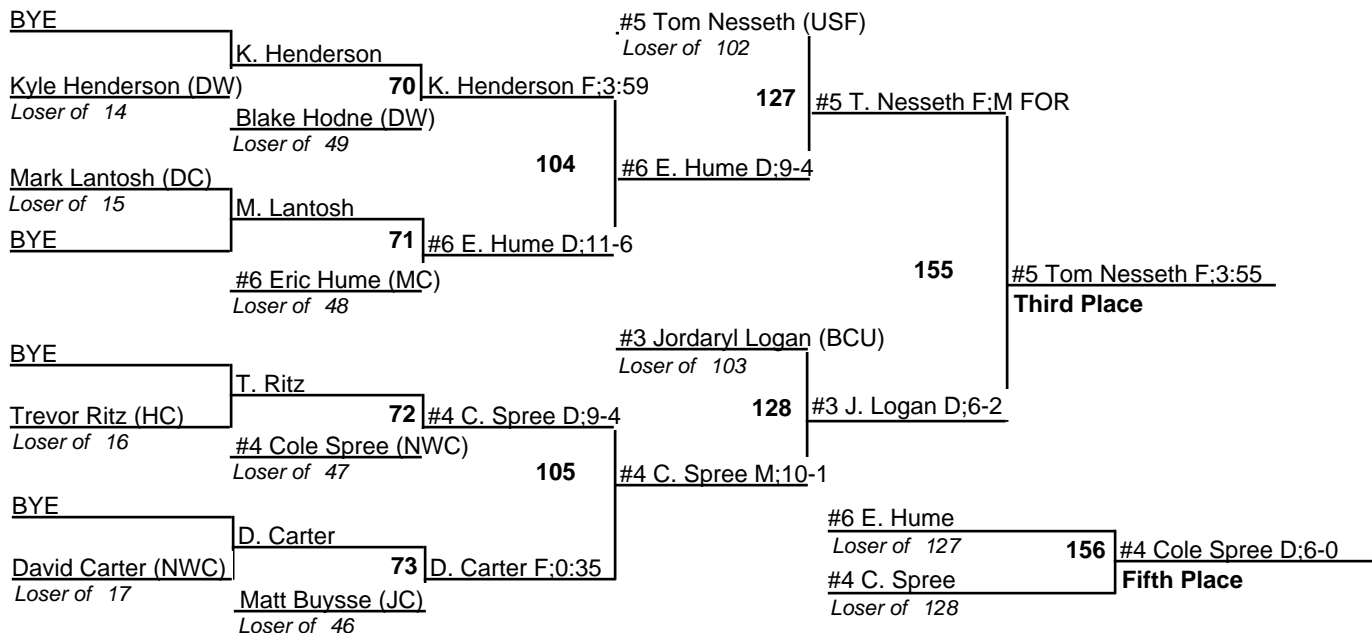 BYE
K. Henderson
Kyle Henderson (DW)
Loser of 14
70
K. Henderson F;3:59
Blake Hodne (DW)
Loser of 49
Mark Lantosh (DC)
Loser of 15
M. Lantosh
BYE
71
#6 E. Hume D;11-6
#6 Eric Hume (MC)
Loser of 48
104
#5 Tom Nesseth (USF)
Loser of 102
127
#5 T. Nesseth F;M FOR
#6 E. Hume D;9-4
BYE
T. Ritz
Trevor Ritz (HC)
Loser of 16
72
#4 C. Spree D;9-4
#4 Cole Spree (NWC)
Loser of 47
BYE
D. Carter
David Carter (NWC)
Loser of 17
73
D. Carter F;0:35
Matt Buysse (JC)
Loser of 46
105
#3 Jordaryl Logan (BCU)
Loser of 103
128
#3 J. Logan D;6-2
#4 C. Spree M;10-1
155
#5 Tom Nesseth F;3:55
Third Place
#6 E. Hume
Loser of 127
156
#4 Cole Spree D;6-0
Fifth Place
#4 C. Spree
Loser of 128